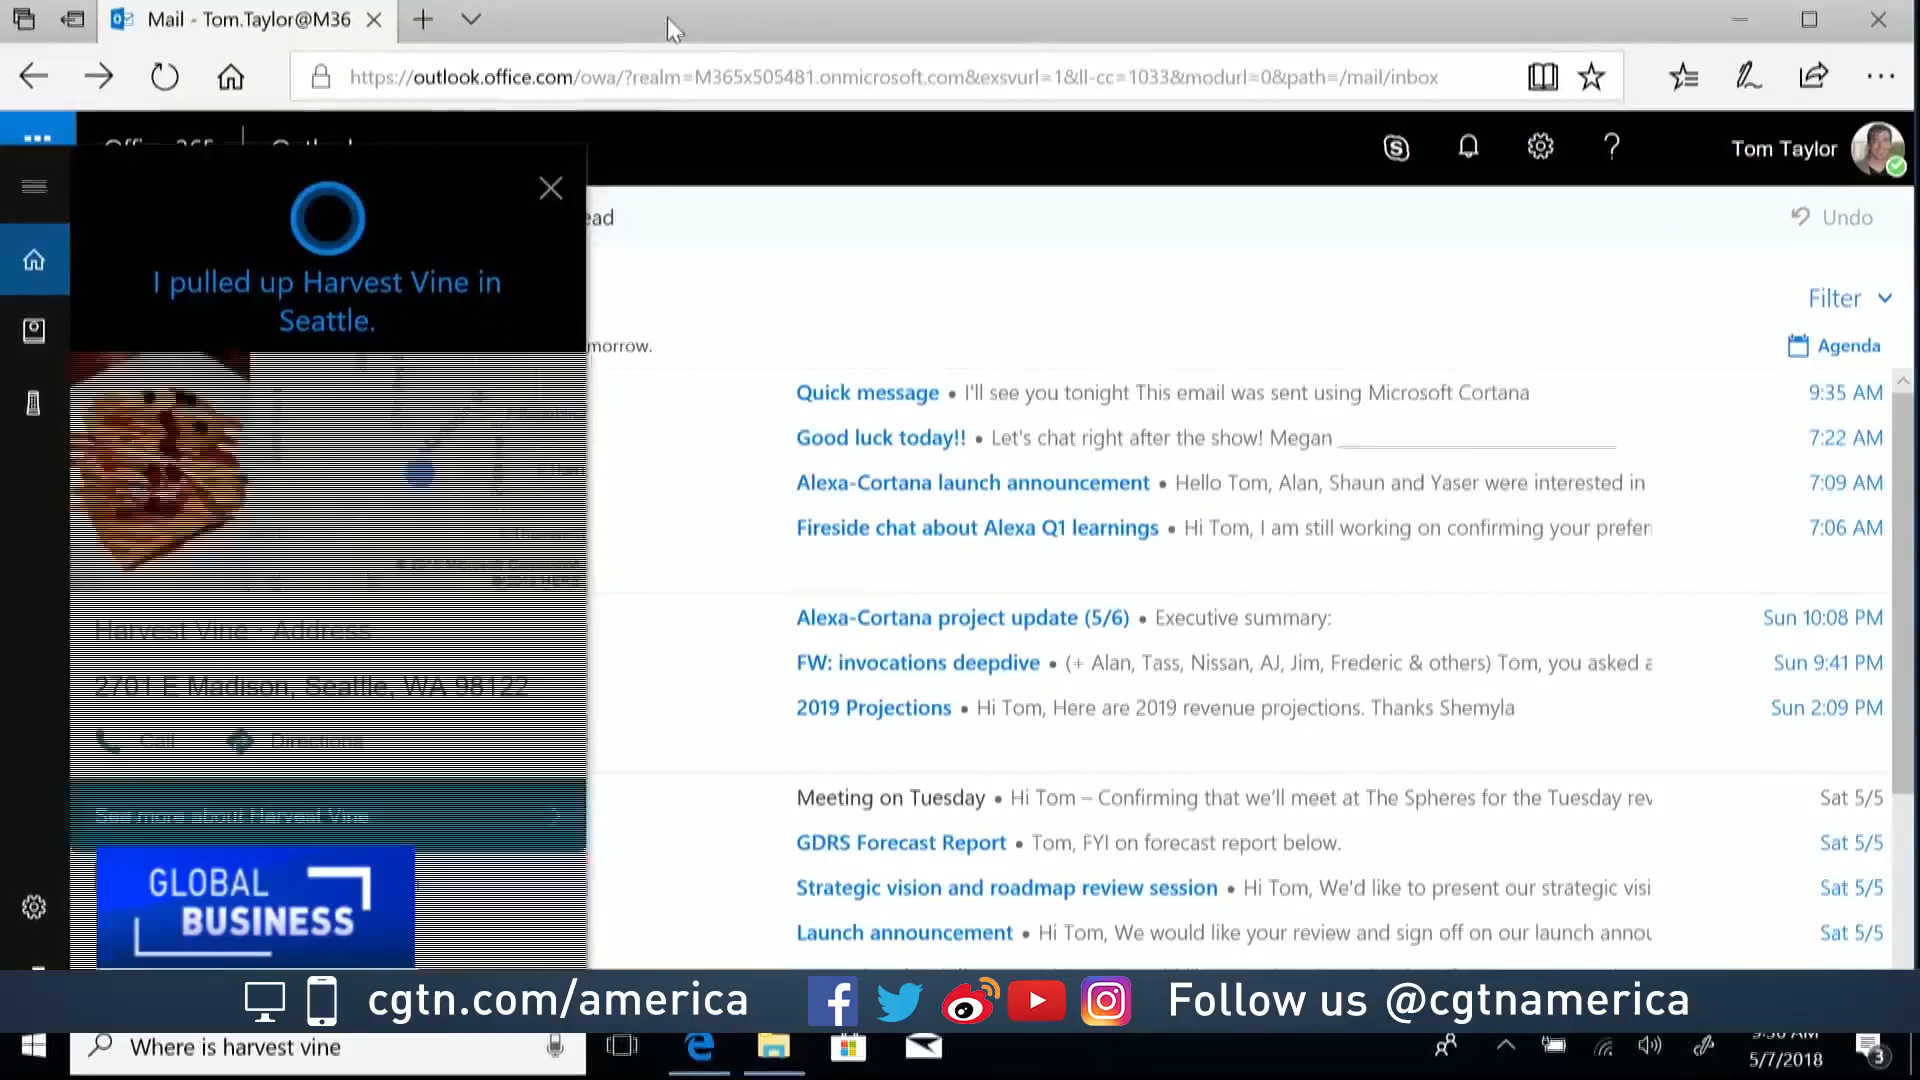 Mail - Tom.Taylor@M36
https://outlook.office.com/owa/?realm=M365x505481.onmicrosoft.com&exsvurl=1&ll-cc=1033&modurl=0&path=/mail/inbox
Office 365 Outlook
Tom Taylor
I pulled up Harvest Vine in
Seattle.
ead
Undo
Filter
morrow.
Agenda
Quick message • I'll see you tonight This email was sent using Microsoft Cortana 9:35 AM
Good luck today!! • Let's chat right after the show! Megan 7:22 AM
Alexa-Cortana launch announcement • Hello Tom, Alan, Shaun and Yaser were interested in 7:09 AM
Fireside chat about Alexa Q1 learnings • Hi Tom, I am still working on confirming your prefer 7:06 AM
Alexa-Cortana project update (5/6) • Executive summary: Sun 10:08 PM
FW: invocations deepdive • (+ Alan, Tass, Nissan, AJ, Jim, Frederic & others) Tom, you asked a Sun 9:41 PM
2019 Projections • Hi Tom, Here are 2019 revenue projections. Thanks Shemyla Sun 2:09 PM
Meeting on Tuesday • Hi Tom – Confirming that we'll meet at The Spheres for the Tuesday rev Sat 5/5
GDRS Forecast Report • Tom, FYI on forecast report below. Sat 5/5
Strategic vision and roadmap review session • Hi Tom, We'd like to present our strategic visi Sat 5/5
Launch announcement • Hi Tom, We would like your review and sign off on our launch annou Sat 5/5
Harvest Vine - Address
2701 E Madison, Seattle, WA 98122
Call Directions
See more about Harvest Vine
GLOBAL
BUSINESS
cgtn.com/america
Follow us @cgtnamerica
Where is harvest vine
5/7/2018
3